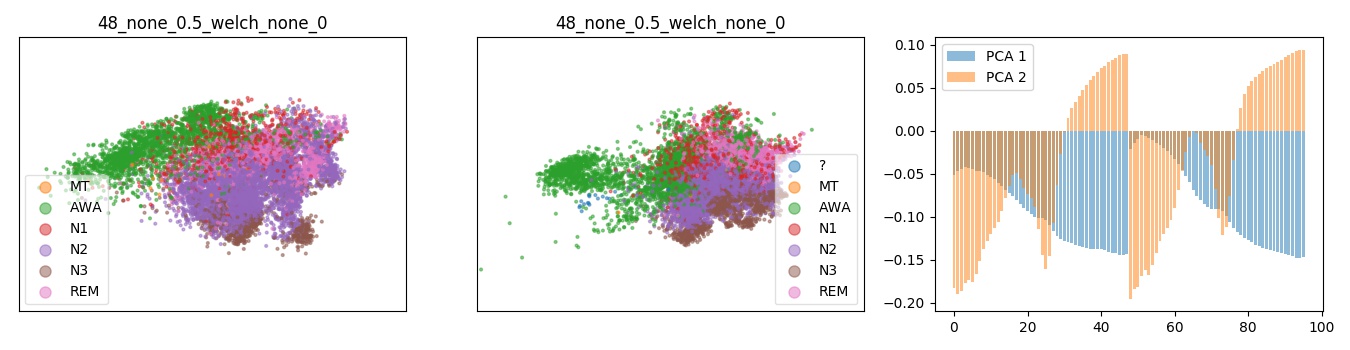 48_none_0.5_welch_none_0
MT
AWA
N1
N2
N3
REM
48_none_0.5_welch_none_0
?
MT
AWA
N1
N2
N3
REM
PCA 1
PCA 2
0.10
0.05
0.00
−0.05
−0.10
−0.15
−0.20
0 20 40 60 80 100